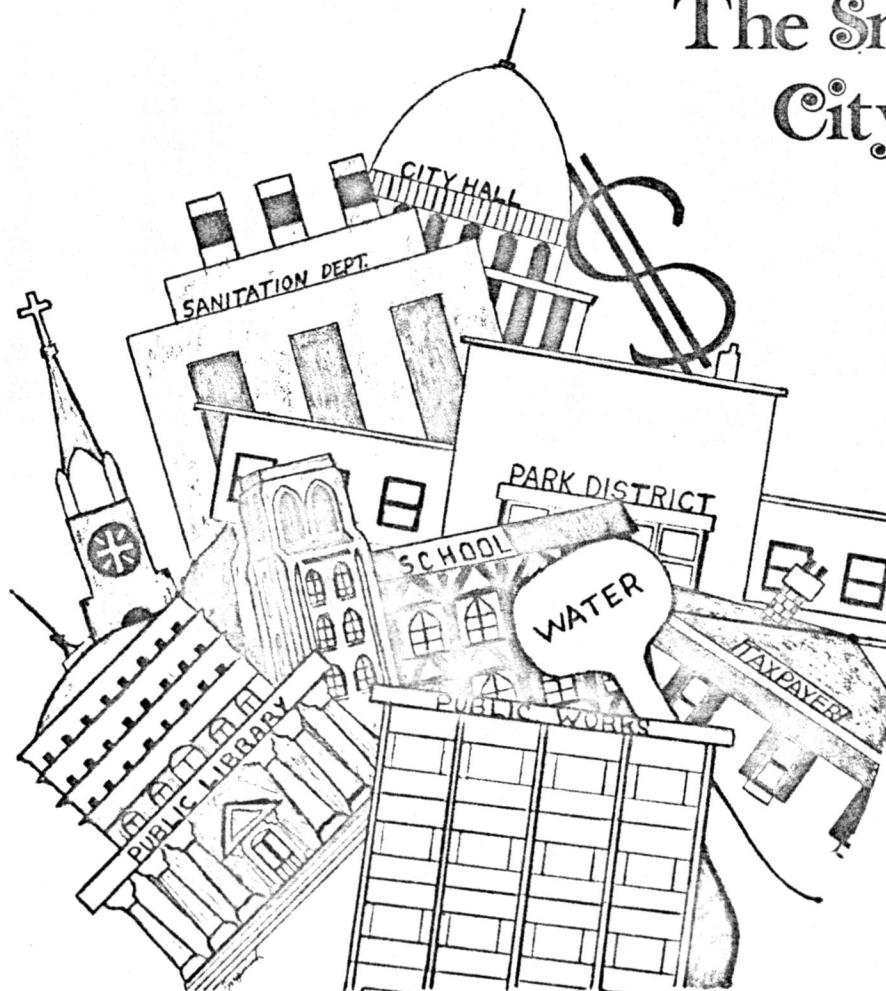 The
City
CITY HALL
$
SANITATION DEPT.
PARK DISTRICT
SCHOOL
WATER
TAXPAYER
PUBLIC WORKS
PUBLIC LIBRARY